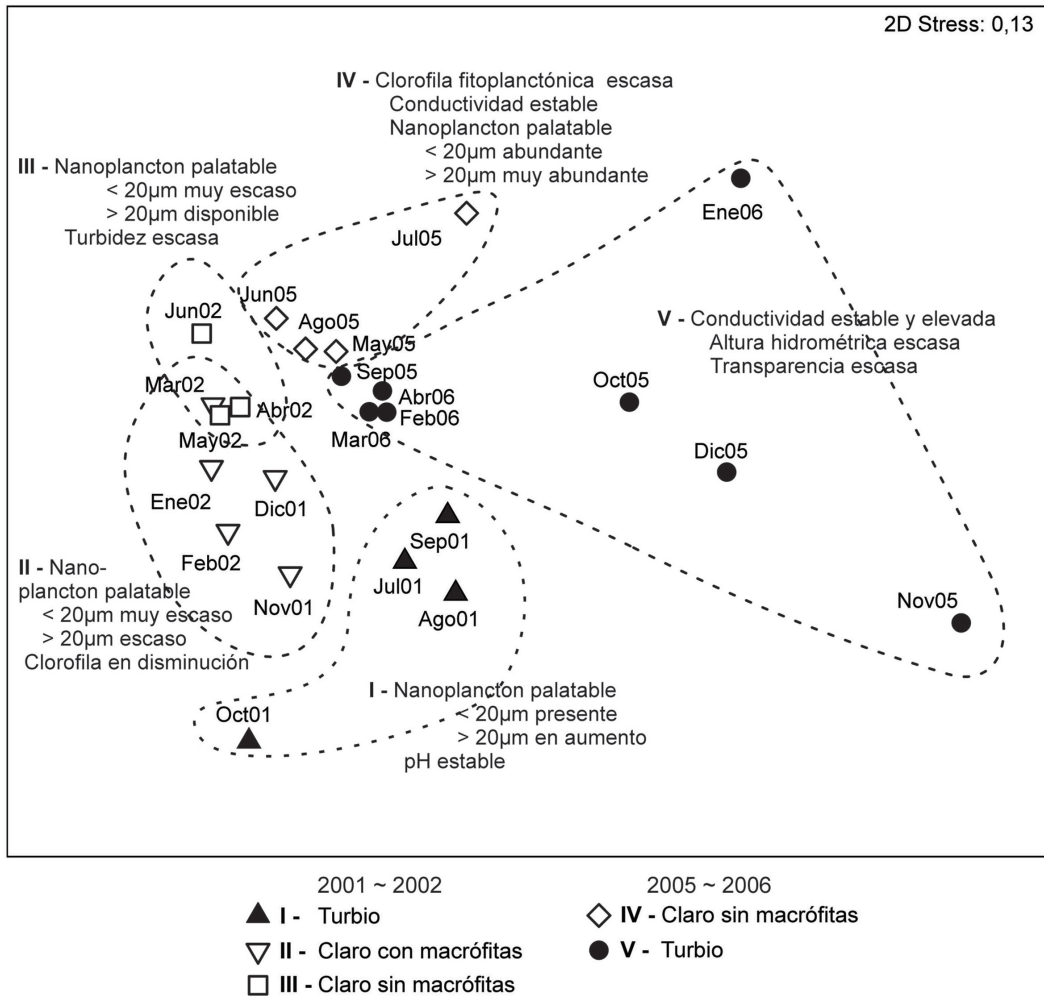 2D Stress: 0,13
IV - Clorofila fitoplanctónica escasa
Conductividad estable
Nanoplancton palatable
< 20µm abundante
> 20µm muy abundante
III - Nanoplancton palatable
< 20µm muy escaso
> 20µm disponible
Turbidez escasa
Ene06
Jul05
Jun05
Jun02
Ago05
May05
V - Conductividad estable y elevada
Altura hidrométrica escasa
Transparencia escasa
Sep05
Oct05
Mar02
Abr06
Abr02
Feb06
May02
Mar06
Dic05
Ene02
Dic01
Sep01
Feb02
Jul01
II - Nano-
plancton palatable
< 20µm muy escaso
> 20µm escaso
Clorofila en disminución
Nov01
Ago01
Nov05
I - Nanoplancton palatable
< 20µm presente
> 20µm en aumento
pH estable
Oct01
2001 ~ 2002
I - Turbio
II - Claro con macrófitas
III - Claro sin macrófitas
2005 ~ 2006
IV - Claro sin macrófitas
V - Turbio